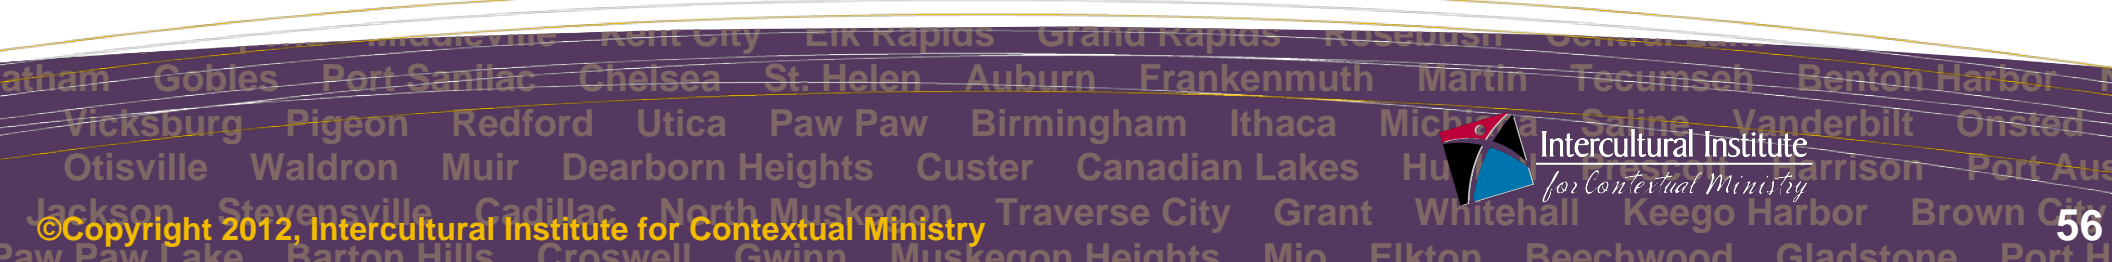 Middleville Kent City Elk Rapids Grand Rapids Rosebush Central Lake
atham Gobles Port Sanilac Chelsea St. Helen Auburn Frankenmuth Martin Tecumseh Benton Harbor
Vicksburg Pigeon Redford Utica Paw Paw Birmingham Ithaca Saline Vanderbilt Onsted
Otisville Waldron Muir Dearborn Heights Custer Canadian Lakes Prescott Harrison Port Aus
Intercultural Institute
for Contextual Ministry
Jackson Stevensville Cadillac North Muskegon Traverse City Grant Whitehall Keego Harbor Brown City
©Copyright 2012, Intercultural Institute for Contextual Ministry
56
Paw Paw Lake Barton Hills Croswell Gwinn Muskegon Heights Mio Elkton Beechwood Gladstone Port H